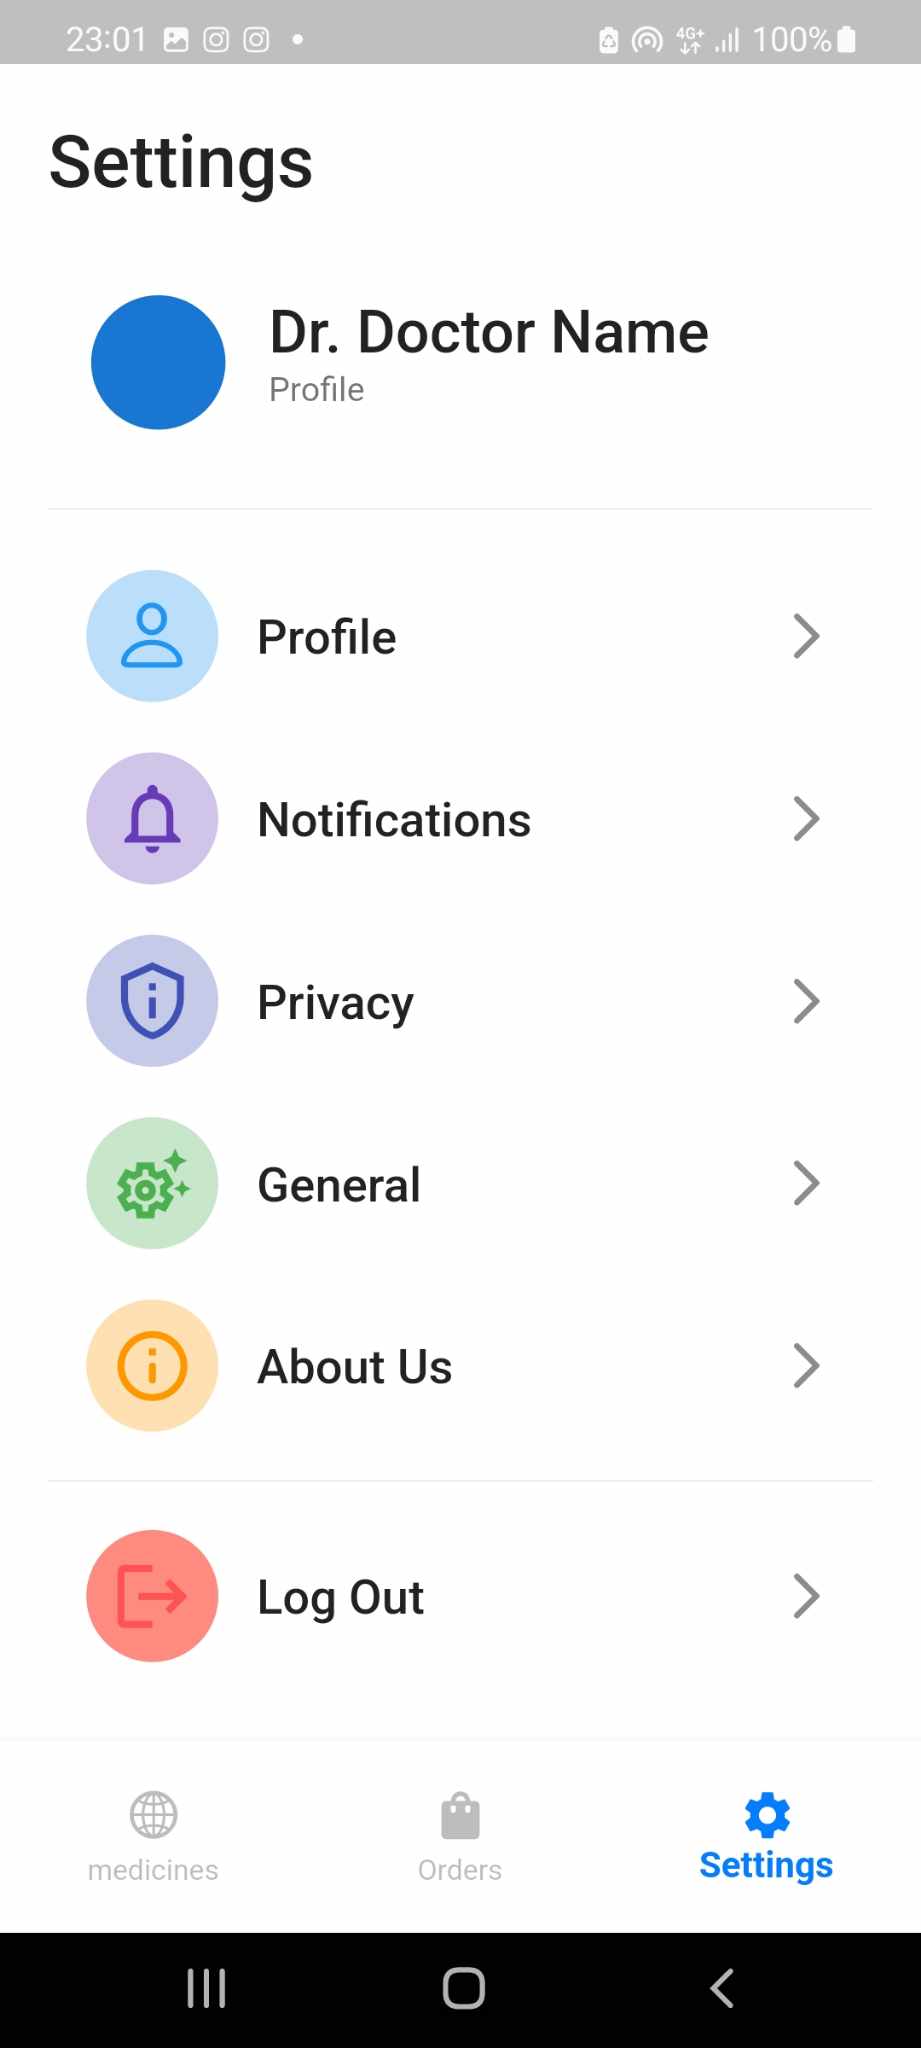 23:01 4G+ 100%
Settings
Dr. Doctor Name
Profile
Profile
Notifications
Privacy
General
About Us
Log Out
medicines Orders Settings